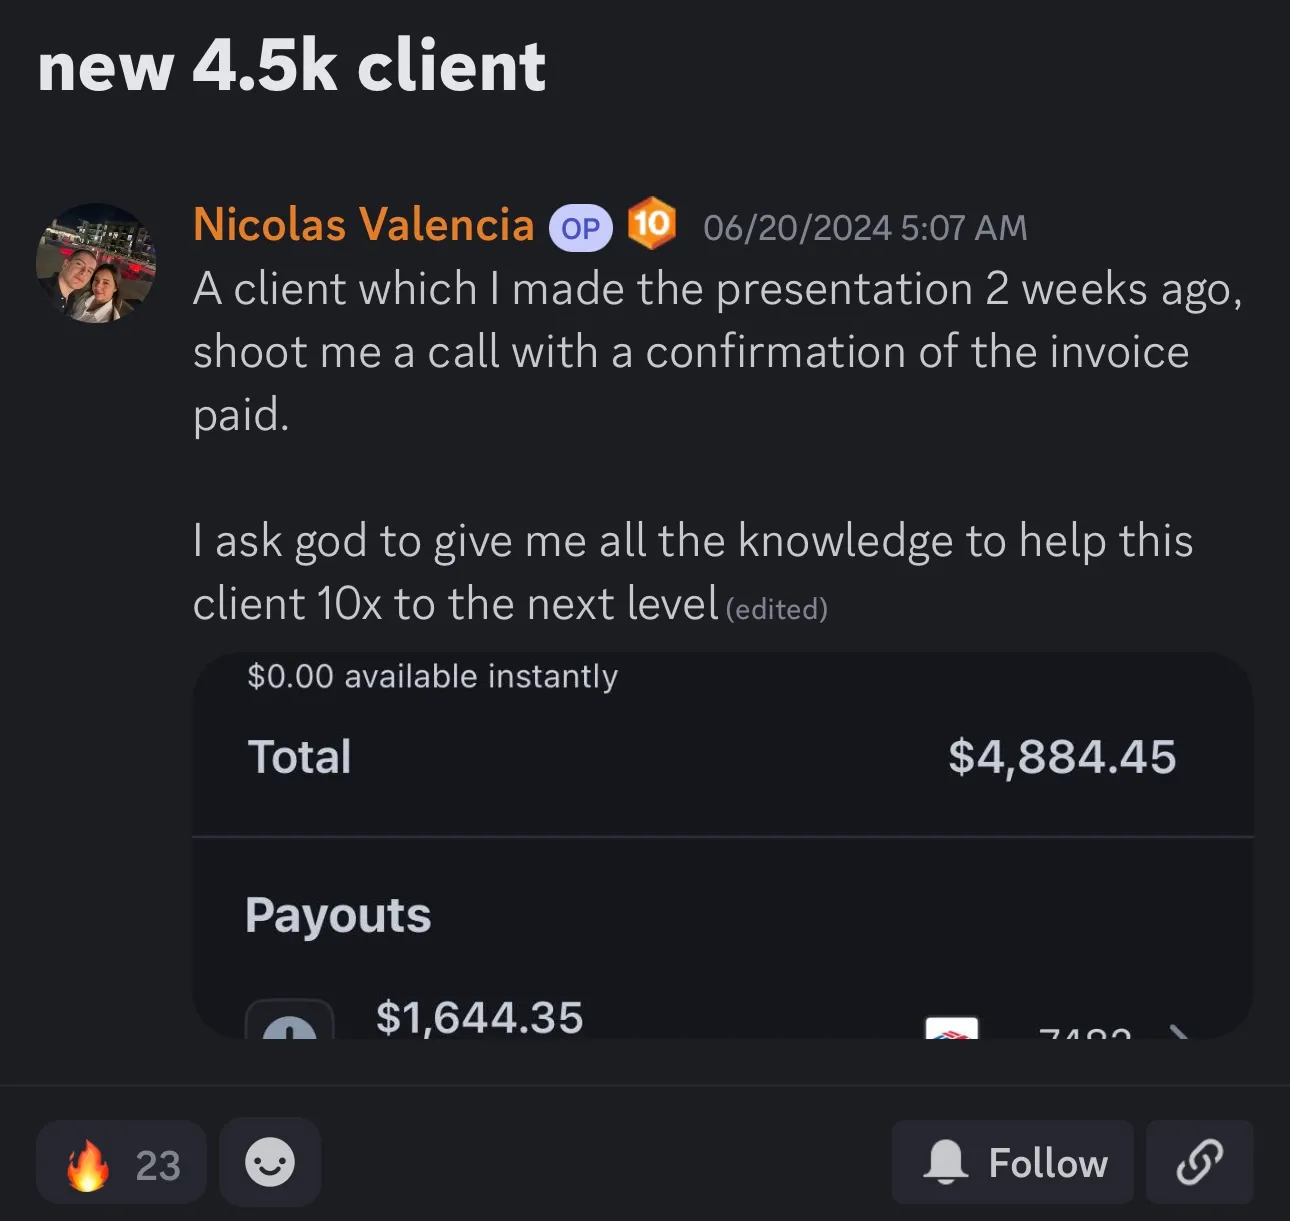 new 4.5k client
Nicolas Valencia OP 10 06/20/2024 5:07 AM
A client which I made the presentation 2 weeks ago,
shoot me a call with a confirmation of the invoice
paid.
I ask god to give me all the knowledge to help this
client 10x to the next level (edited)
$0.00 available instantly
Total $4,884.45
Payouts
$1,644.35
23 Follow